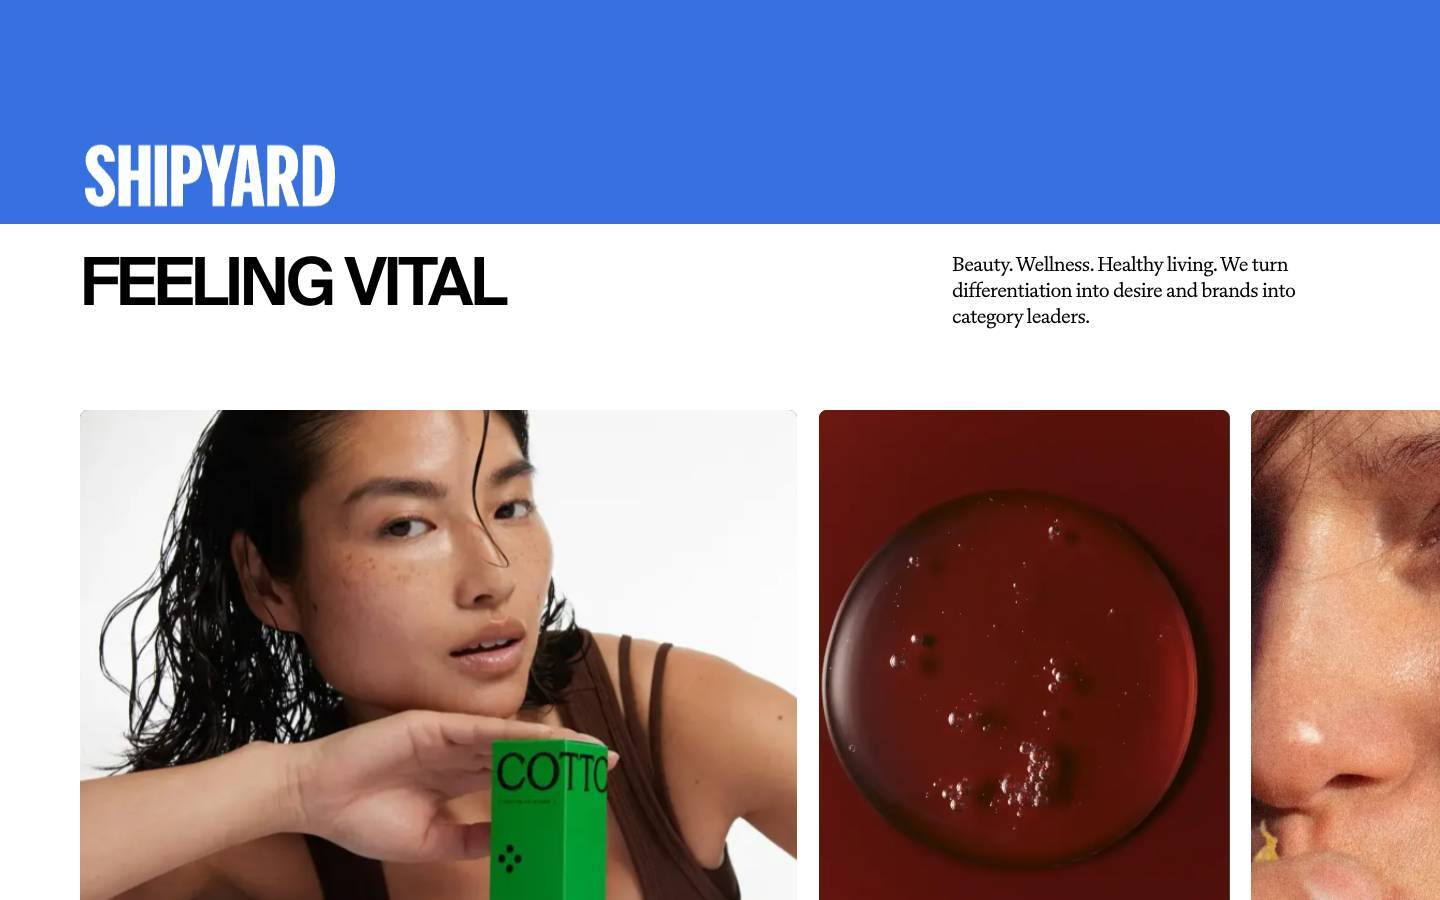 SHIPYARD
FEELING VITAL
Beauty. Wellness. Healthy living. We turn
differentiation into desire and brands into
category leaders.
COTTO